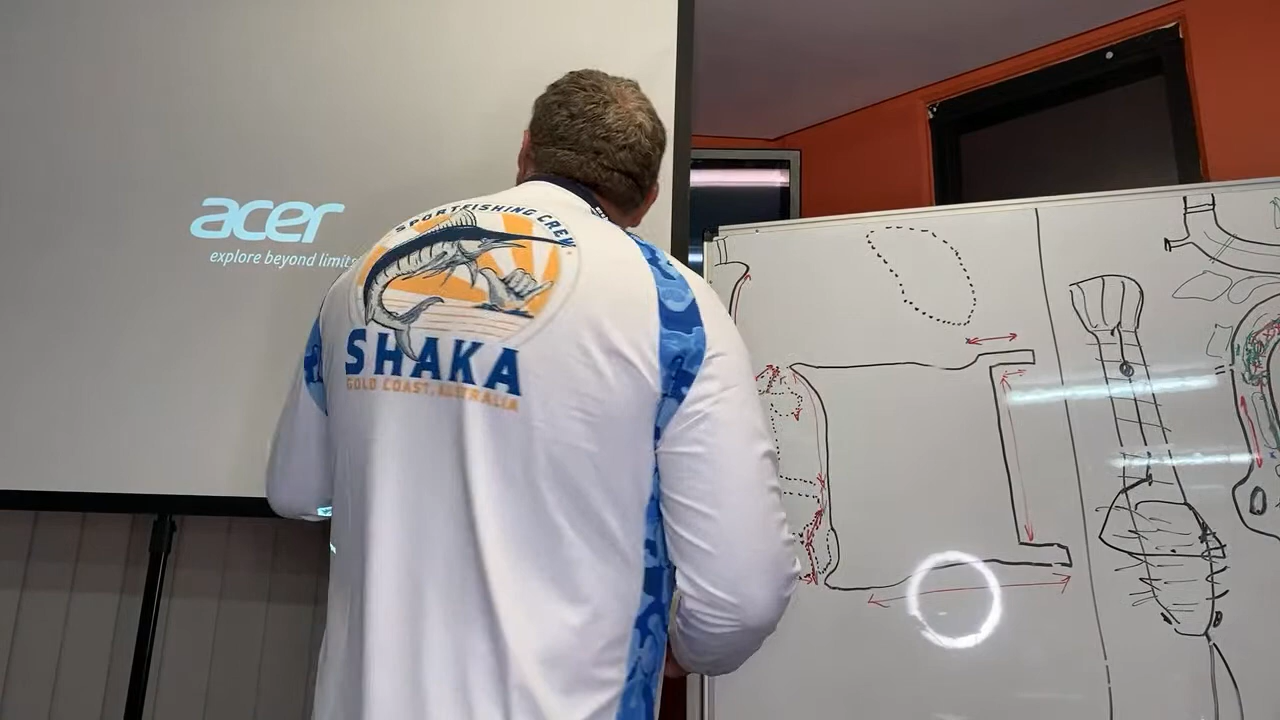 acer
explore beyond limits
SPORTFISHING CREW
SHAKA
GOLD COAST, AUSTRALIA